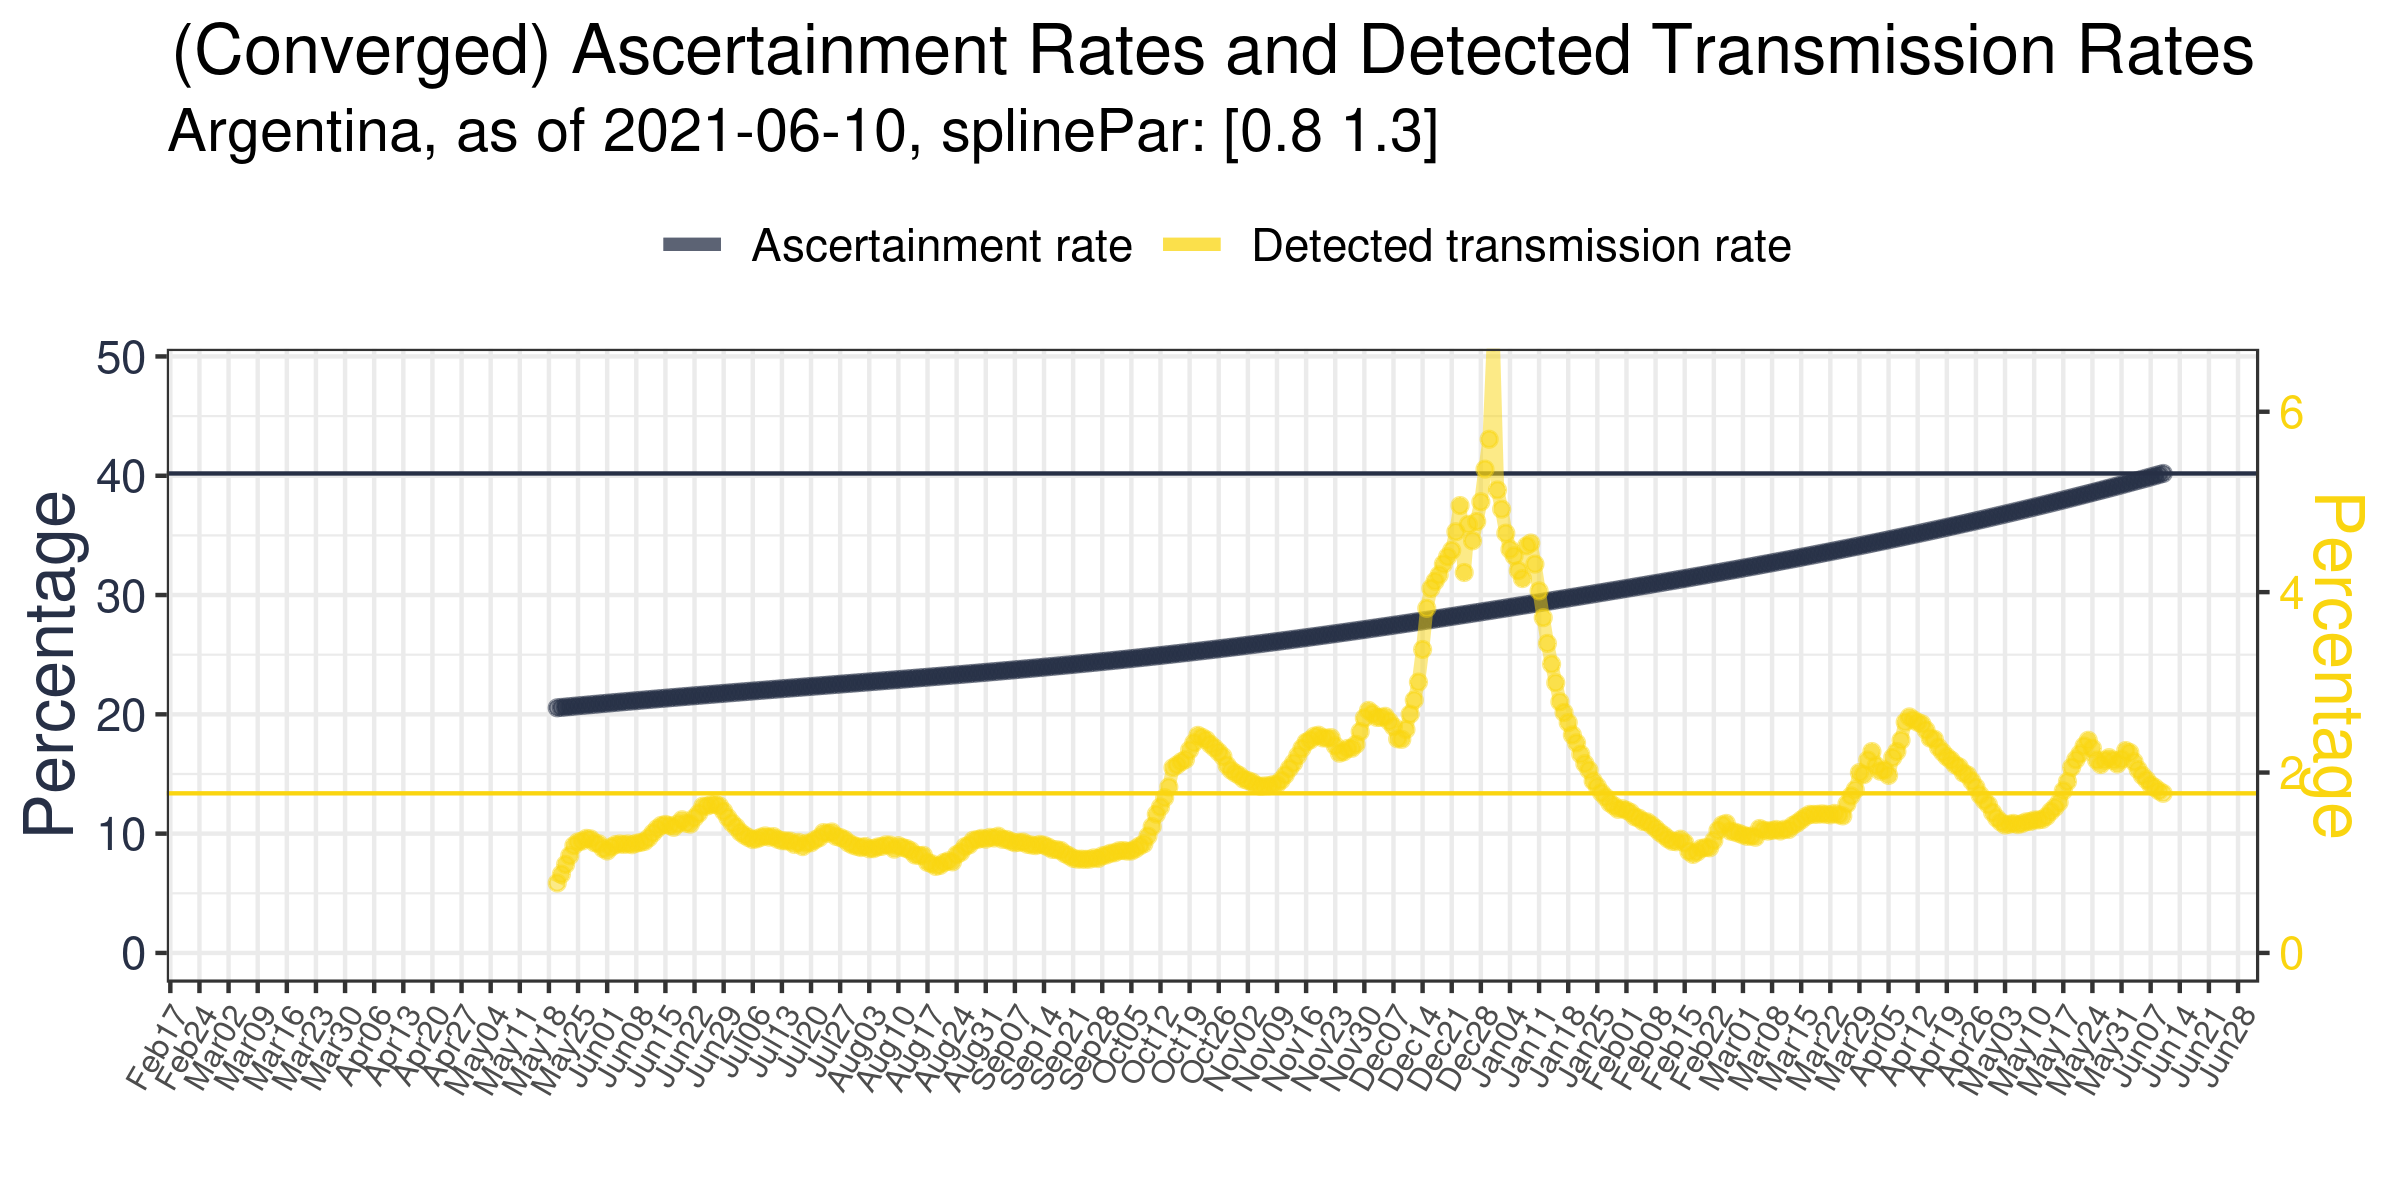 (Converged) Ascertainment Rates and Detected Transmission Rates
Argentina, as of 2021-06-10, splinePar: [0.8 1.3]
Ascertainment rate Detected transmission rate
Percentage
50
40
30
20
10
0
6
4
2
0
Percentage
Feb17
Feb24
Mar02
Mar09
Mar16
Mar23
Mar30
Apr06
Apr13
Apr20
Apr27
May04
May11
May18
May25
Jun01
Jun08
Jun15
Jun22
Jun29
Jul06
Jul13
Jul20
Jul27
Aug03
Aug10
Aug17
Aug24
Aug31
Sep07
Sep14
Sep21
Sep28
Oct05
Oct12
Oct19
Oct26
Nov02
Nov09
Nov16
Nov23
Nov30
Dec07
Dec14
Dec21
Dec28
Jan04
Jan11
Jan18
Jan25
Feb01
Feb08
Feb15
Feb22
Mar01
Mar08
Mar15
Mar22
Mar29
Apr05
Apr12
Apr19
Apr26
May03
May10
May17
May24
May31
Jun07
Jun14
Jun21
Jun28